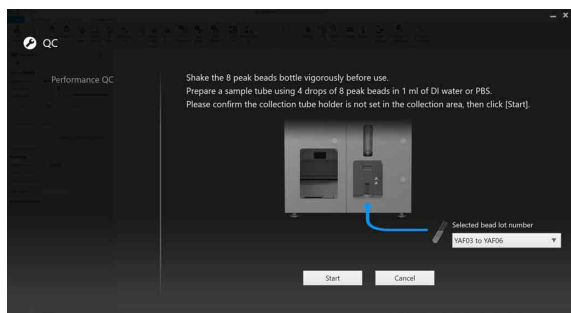 QC
Performance QC
Shake the 8 peak beads bottle vigorously before use.
Prepare a sample tube using 4 drops of 8 peak beads in 1 ml of DI water or PBS.
Please confirm the collection tube holder is not set in the collection area, then click [Start].
Selected bead lot number
YAF03 to YAF06
Start
Cancel